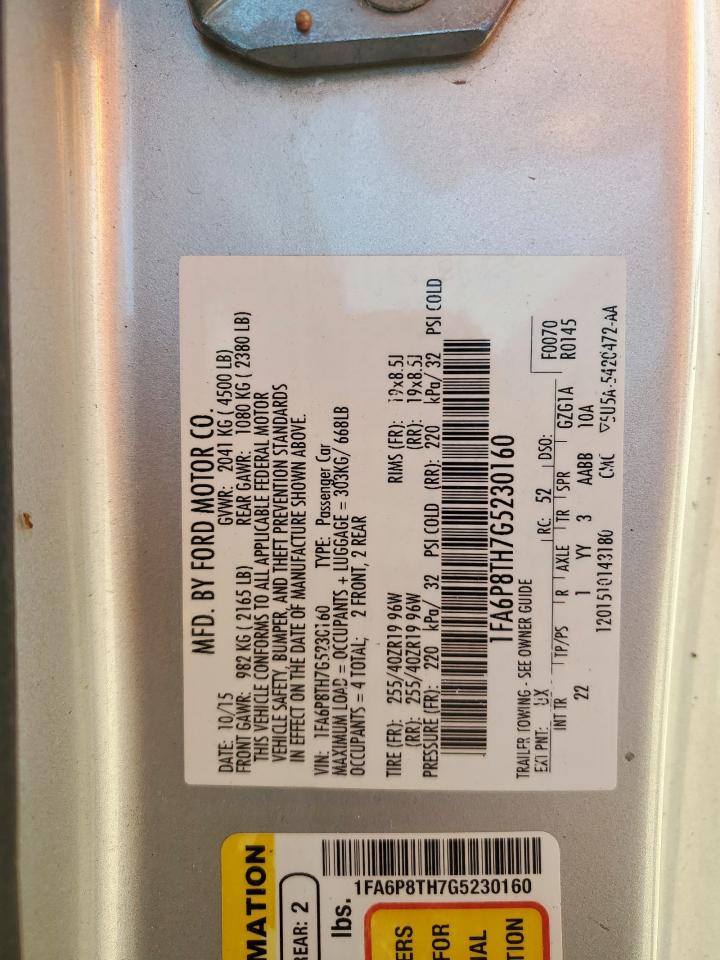 MFD. BY FORD MOTOR CO.
DATE: 10/15 GVWR: 2041 KG ( 4500 LB)
FRONT GAWR: 982 KG ( 2165 LB) REAR GAWR: 1080 KG ( 2380 LB)
THIS VEHICLE CONFORMS TO ALL APPLICABLE FEDERAL MOTOR
VEHICLE SAFETY, BUMPER, AND THEFT PREVENTION STANDARDS
IN EFFECT ON THE DATE OF MANUFACTURE SHOWN ABOVE.
VIN: 1FA6P8TH7G5230160 TYPE: Passenger Car
MAXIMUM LOAD = OCCUPANTS + LUGGAGE = 303KG/ 668LB
OCCUPANTS = 4 TOTAL; 2 FRONT, 2 REAR
TIRE (FR): 255/40ZR19 96W RIMS (FR): 19x8.5J
(RR): 255/40ZR19 96W (RR): 19x8.5J
PRESSURE (FR): 220 kPa/ 32 PSI COLD (RR): 220 kPa/ 32 PSI COLD
1FA6P8TH7G5230160
TRAILER TOWING - SEE OWNER GUIDE F0070
EXT PNT: UX RC: 52 DSO: R0145
INT TR TP/PS R AXLE TR SPR GZG1A
22 1 YY 3 AABB 10A
1201510143180 CMC ▽5U5A-5420472-AA
MATION
REAR: 2
lbs.
1FA6P8TH7G5230160
ERS
FOR
IAL
TION